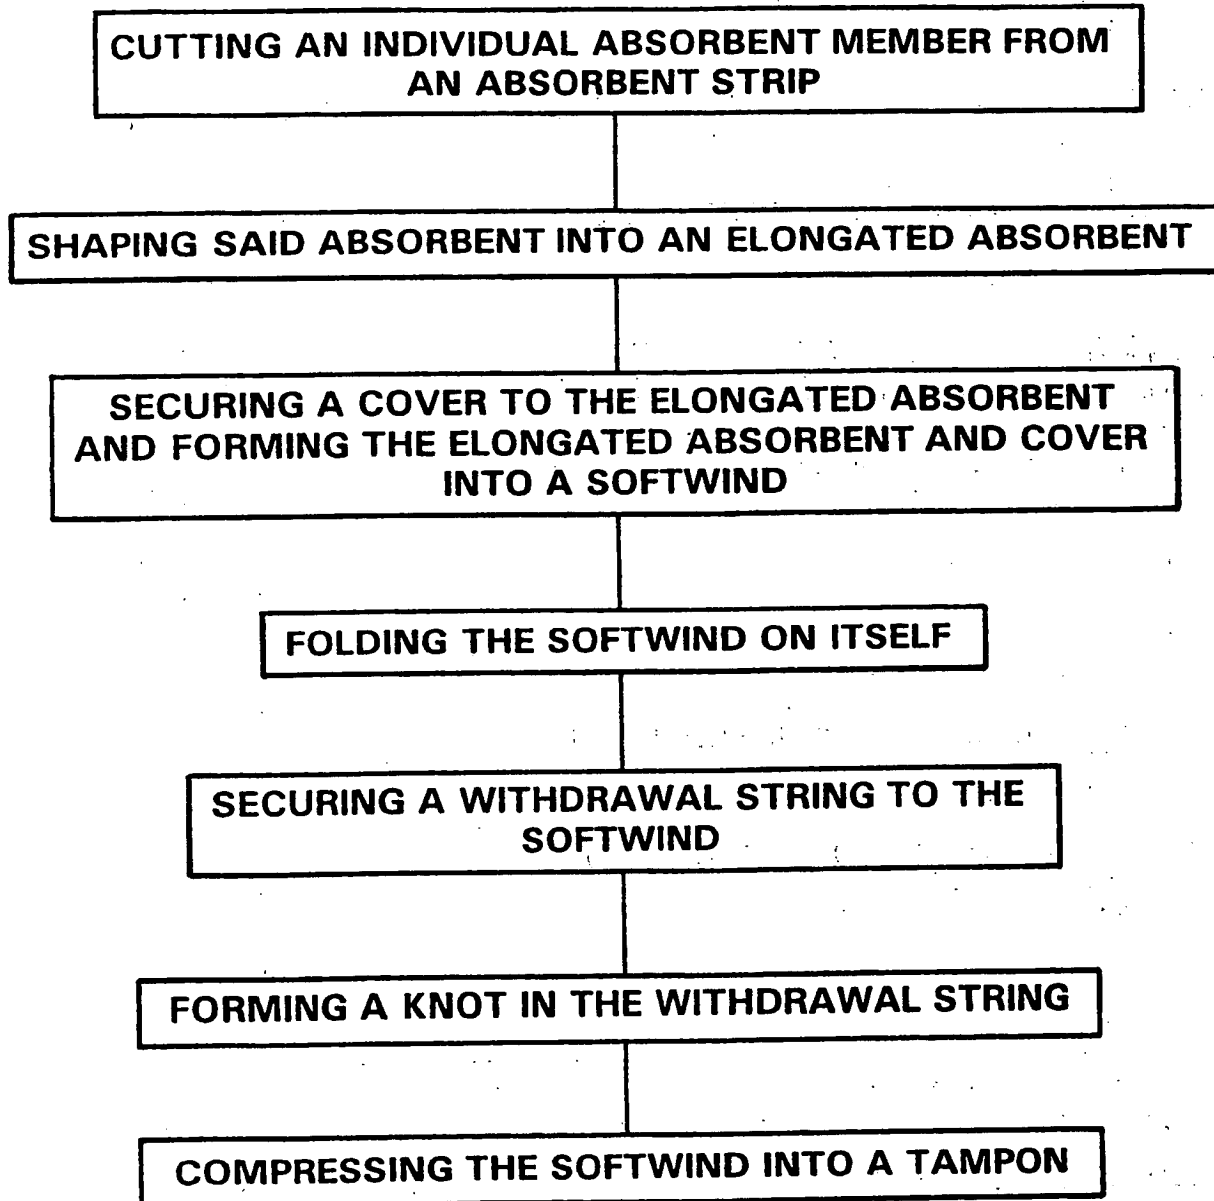 CUTTING AN INDIVIDUAL ABSORBENT MEMBER FROM
AN ABSORBENT STRIP
SHAPING SAID ABSORBENT INTO AN ELONGATED ABSORBENT
SECURING A COVER TO THE ELONGATED ABSORBENT
AND FORMING THE ELONGATED ABSORBENT AND COVER
INTO A SOFTWIND
FOLDING THE SOFTWIND ON ITSELF
SECURING A WITHDRAWAL STRING TO THE
SOFTWIND
FORMING A KNOT IN THE WITHDRAWAL STRING
COMPRESSING THE SOFTWIND INTO A TAMPON